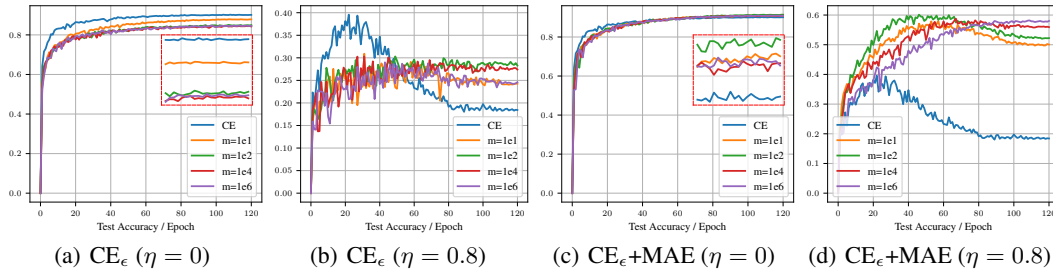 0.8
0.6
0.4
0.2
0.0
CE
m=1e1
m=1e2
m=1e4
m=1e6
0 20 40 60 80 100 120
Test Accuracy / Epoch
(a) CEϵ (η = 0)
0.40
0.35
0.30
0.25
0.20
0.15
0.10
0.05
0.00
CE
m=1e1
m=1e2
m=1e4
m=1e6
0 20 40 60 80 100 120
Test Accuracy / Epoch
(b) CEϵ (η = 0.8)
0.8
0.6
0.4
0.2
0.0
CE
m=1e1
m=1e2
m=1e4
m=1e6
0 20 40 60 80 100 120
Test Accuracy / Epoch
(c) CEϵ+MAE (η = 0)
0.6
0.5
0.4
0.3
0.2
0.1
0.0
CE
m=1e1
m=1e2
m=1e4
m=1e6
0 20 40 60 80 100 120
Test Accuracy / Epoch
(d) CEϵ+MAE (η = 0.8)